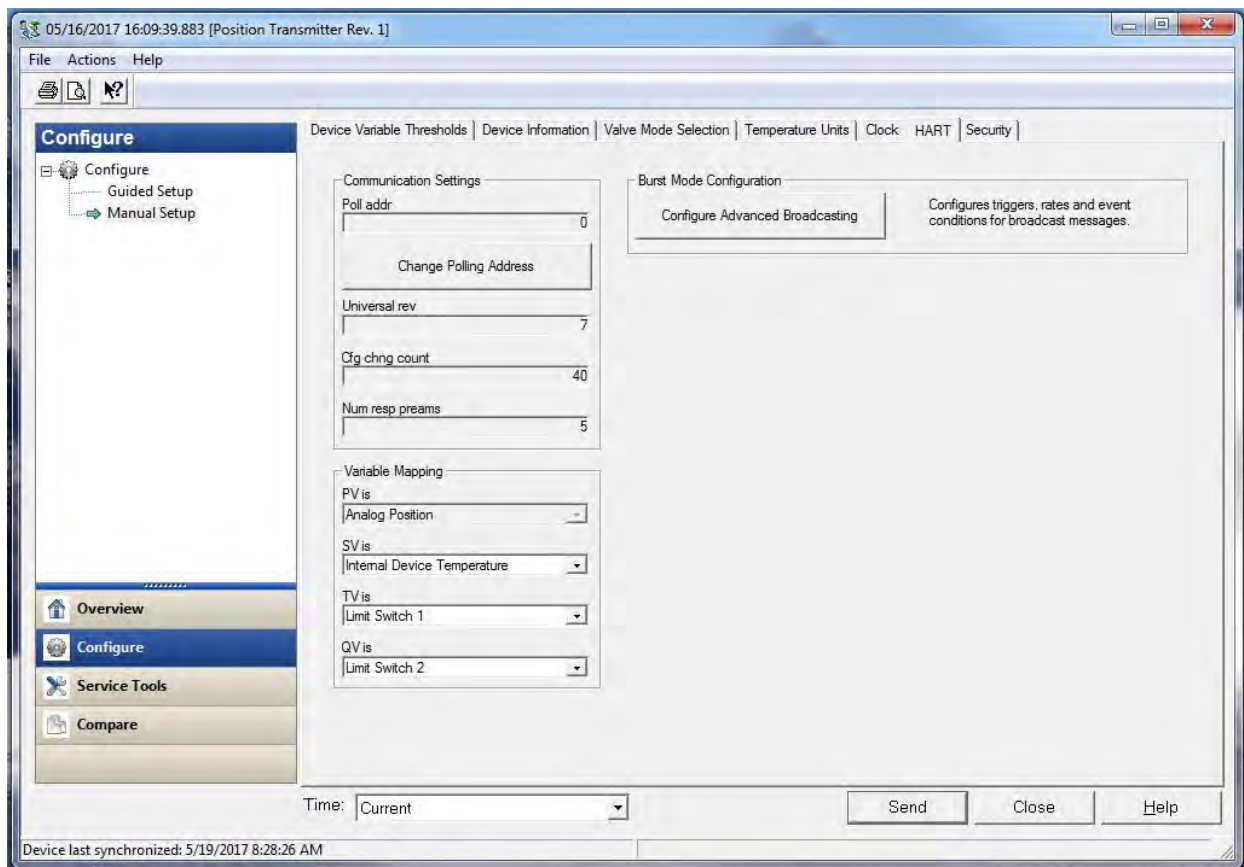 05/16/2017 16:09:39.883 [Position Transmitter Rev. 1]
File Actions Help
Configure
Configure
Guided Setup
Manual Setup
Overview
Configure
Service Tools
Compare
Device Variable Thresholds Device Information Valve Mode Selection Temperature Units Clock HART Security
Communication Settings
Poll addr
0
Change Polling Address
Universal rev
7
Cfg chng count
40
Num resp preams
5
Variable Mapping
PV is
Analog Position
SV is
Internal Device Temperature
TV is
Limit Switch 1
QV is
Limit Switch 2
Burst Mode Configuration
Configure Advanced Broadcasting
Configures triggers, rates and event
conditions for broadcast messages.
Time: Current
Send Close Help
Device last synchronized: 5/19/2017 8:28:26 AM